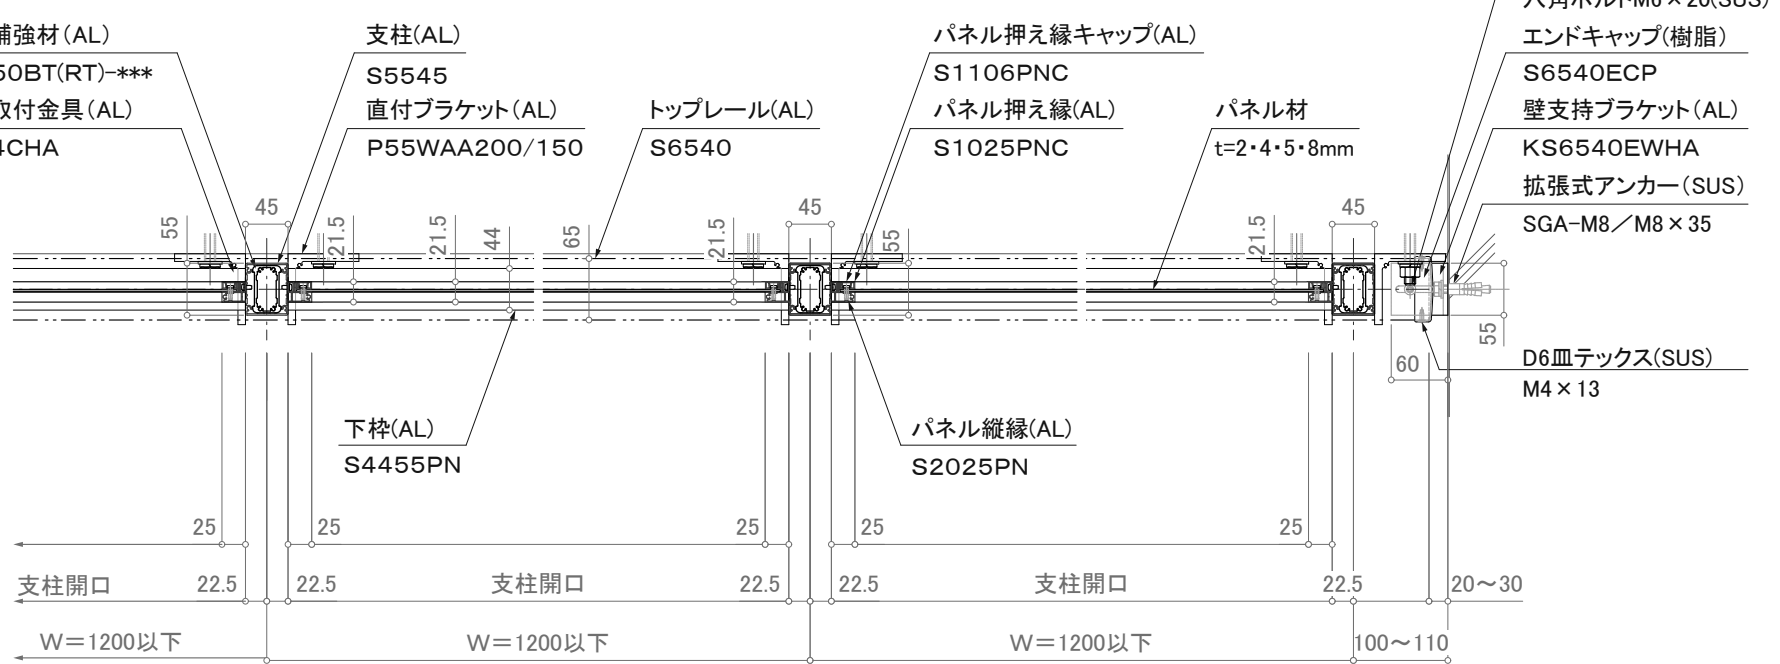 補強材(AL)
50BT(RT)-***
取付金具(AL)
4CHA
支柱(AL)
S5545
直付ブラケット(AL)
P55WAA200/150
トップレール(AL)
S6540
パネル押え縁キャップ(AL)
S1106PNC
パネル押え縁(AL)
S1025PNC
パネル材
t=2・4・5・8mm
六角ボルトM6×20(SUS)
エンドキャップ(樹脂)
S6540ECP
壁支持ブラケット(AL)
KS6540EWHA
拡張式アンカー(SUS)
SGA-M8/M8×35
D6皿テックス(SUS)
M4×13
55
45
21.5
21.5
44
65
21.5
45
55
21.5
45
55
60
下枠(AL)
S4455PN
パネル縦縁(AL)
S2025PN
25
25
25
25
25
支柱開口
22.5
22.5
支柱開口
22.5
22.5
支柱開口
22.5
20～30
W=1200以下
W=1200以下
W=1200以下
100～110